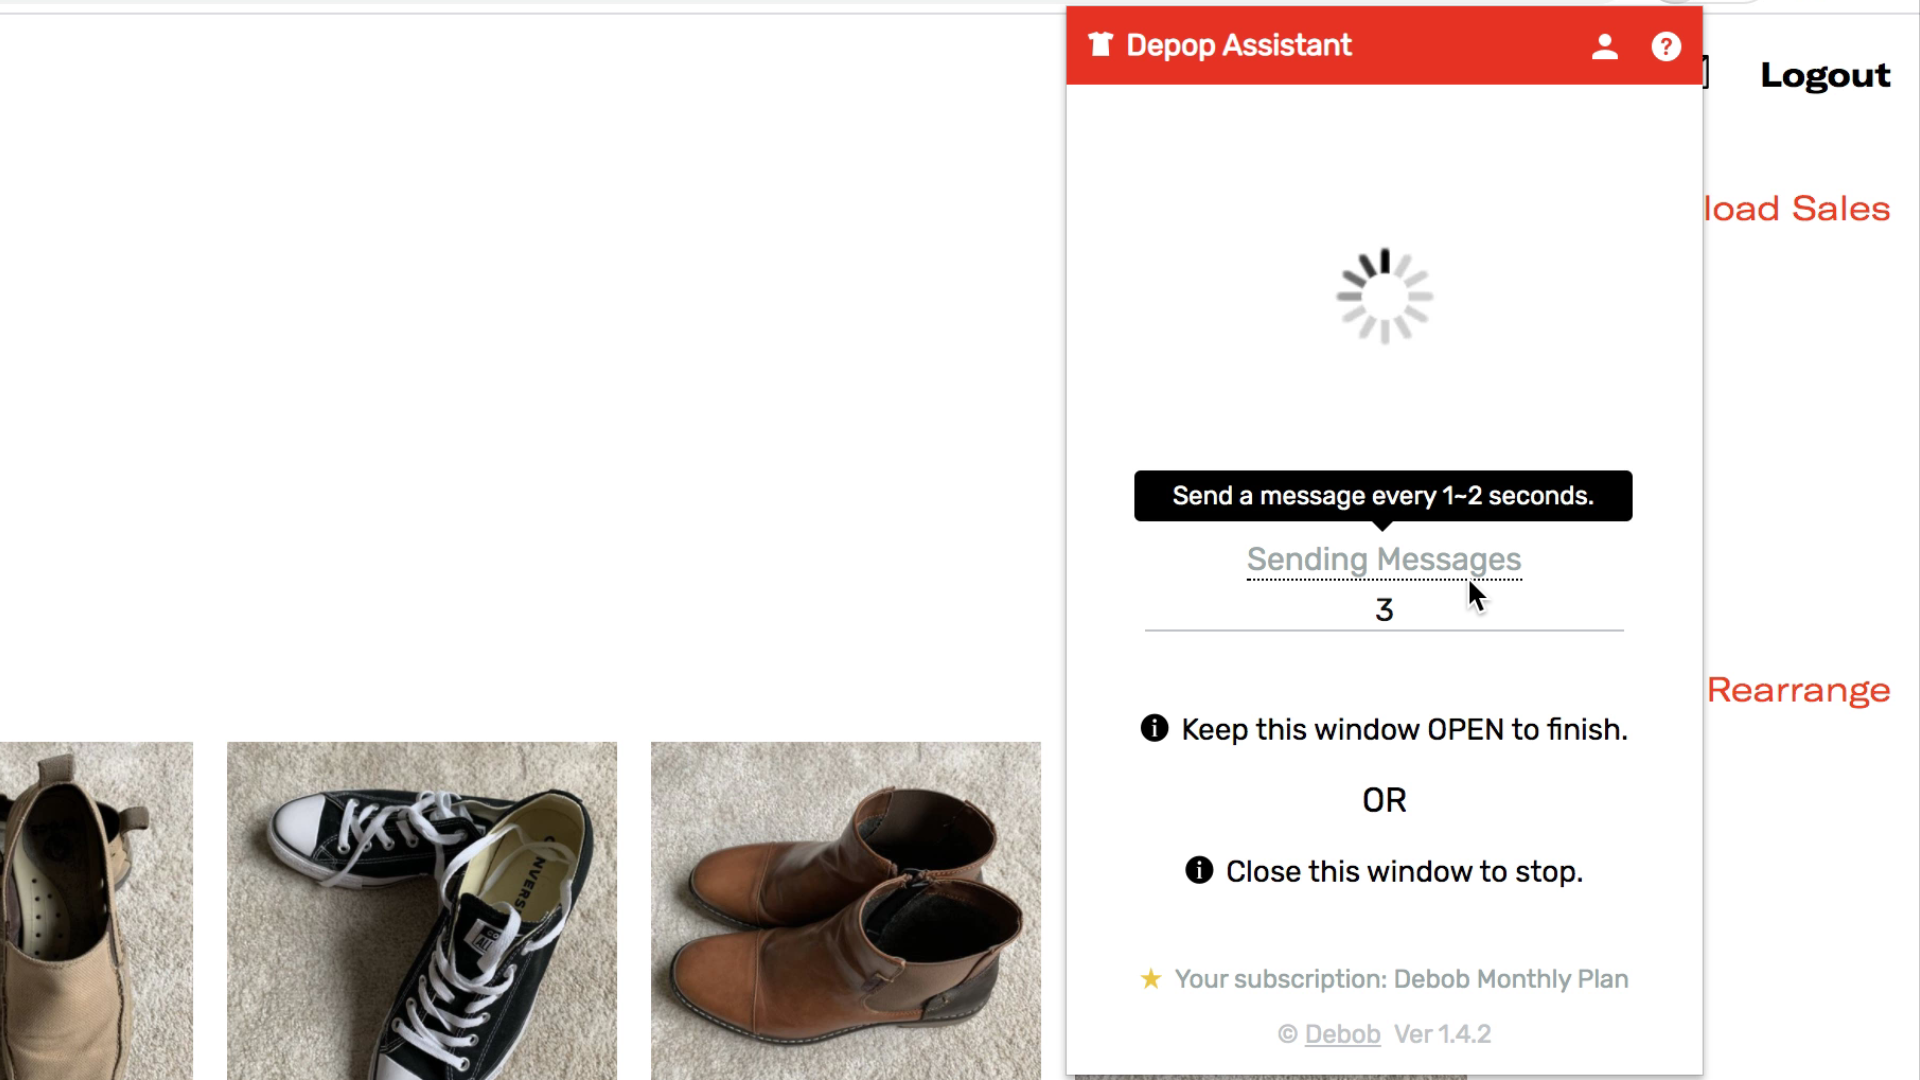 Depop Assistant
?
Logout
load Sales
Send a message every 1~2 seconds.
Sending Messages
3
Rearrange
Keep this window OPEN to finish.
OR
Close this window to stop.
Your subscription: Debob Monthly Plan
© Debob Ver 1.4.2
ALL